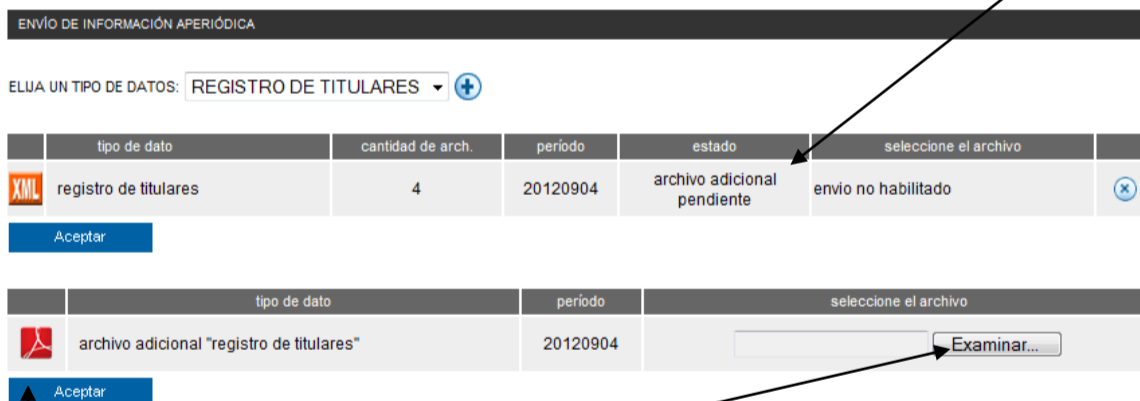 ENVÍO DE INFORMACIÓN APERIÓDICA
ELIJA UN TIPO DE DATOS: REGISTRO DE TITULARES
tipo de dato cantidad de arch. período estado seleccione el archivo
XML registro de titulares 4 20120904 archivo adicional pendiente envio no habilitado
Aceptar
tipo de dato período seleccione el archivo
archivo adicional "registro de titulares" 20120904 Examinar...
Aceptar